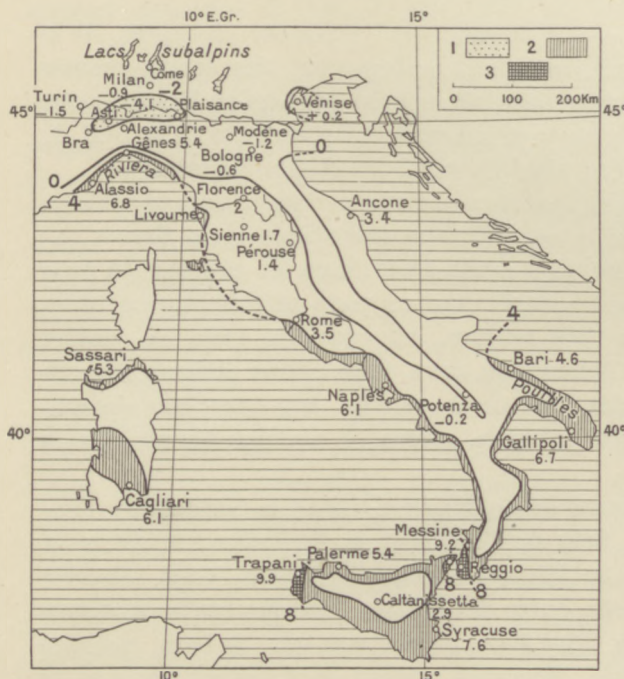 10° E.Gr.
15°
Lacs subalpins
1
2
3
0 100 200Km
Come
Milan
-0.9
-2
Turin
-1.5
-4.1
Asti
Plaisance
Venise
+0.2
45°
45°
Bra
Alexandrie
Modène
-1.2
Gênes 5.4
Bologne
-0.6
0
Riviera
0
Alassio
6.8
4
Florence
2
Livourne
Ancone
3.4
Sienne 1.7
Pérouse
1.4
Rome
3.5
4
Sassari
5.3
Bari 4.6
Pouilles
Naples
6.1
Potenza
-0.2
40°
40°
Gallipoli
6.7
Cagliari
6.1
Messine
9.2
Trapani
9.9
Palerme 5.4
Reggio
8
8
8
Caltanissetta
2.9
Syracuse
7.6
10°
15°